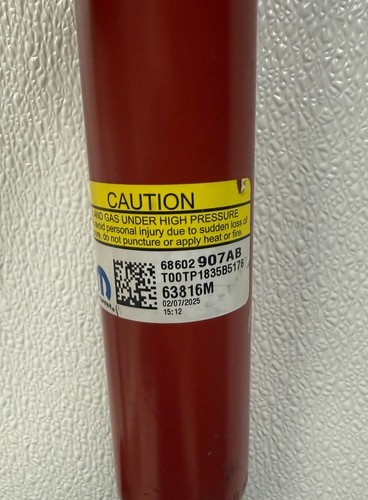 CAUTION
AND GAS UNDER HIGH PRESSURE
avoid personal injury due to sudden loss of
do not puncture or apply heat or fire.
68602 907AB
T00TP1835B5176
63816M
02/07/2025
15:12